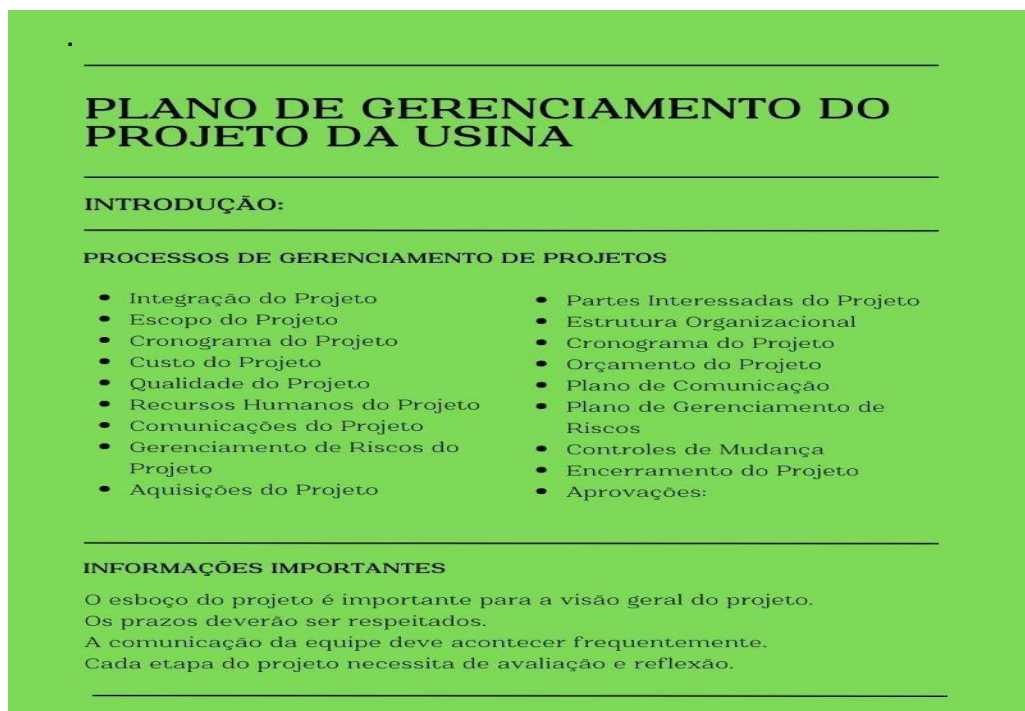 PLANO DE GERENCIAMENTO DO
PROJETO DA USINA
INTRODUÇÃO:
PROCESSOS DE GERENCIAMENTO DE PROJETOS
• Integração do Projeto
• Escopo do Projeto
• Cronograma do Projeto
• Custo do Projeto
• Qualidade do Projeto
• Recursos Humanos do Projeto
• Comunicações do Projeto
• Gerenciamento de Riscos do
Projeto
• Aquisições do Projeto
• Partes Interessadas do Projeto
• Estrutura Organizacional
• Cronograma do Projeto
• Orçamento do Projeto
• Plano de Comunicação
• Plano de Gerenciamento de
Riscos
• Controles de Mudança
• Encerramento do Projeto
• Aprovações:
INFORMAÇÕES IMPORTANTES
O esboço do projeto é importante para a visão geral do projeto.
Os prazos deverão ser respeitados.
A comunicação da equipe deve acontecer frequentemente.
Cada etapa do projeto necessita de avaliação e reflexão.